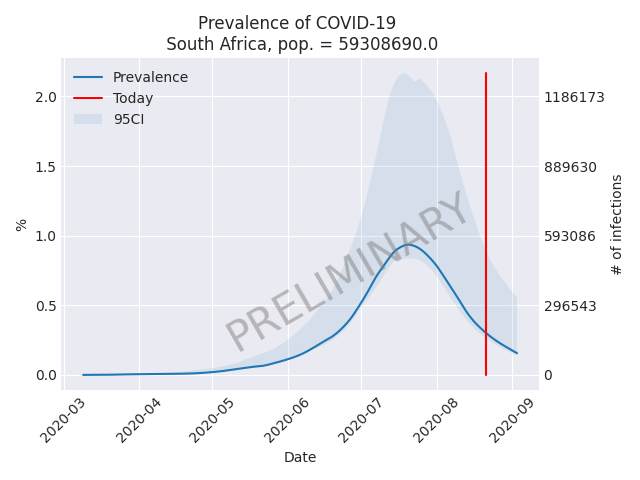 Prevalence of COVID-19
South Africa, pop. = 59308690.0
Prevalence
Today
95CI
PRELIMINARY
%
2.0
1.5
1.0
0.5
0.0
1186173
889630
593086
296543
0
# of infections
2020-03
2020-04
2020-05
2020-06
2020-07
2020-08
2020-09
Date